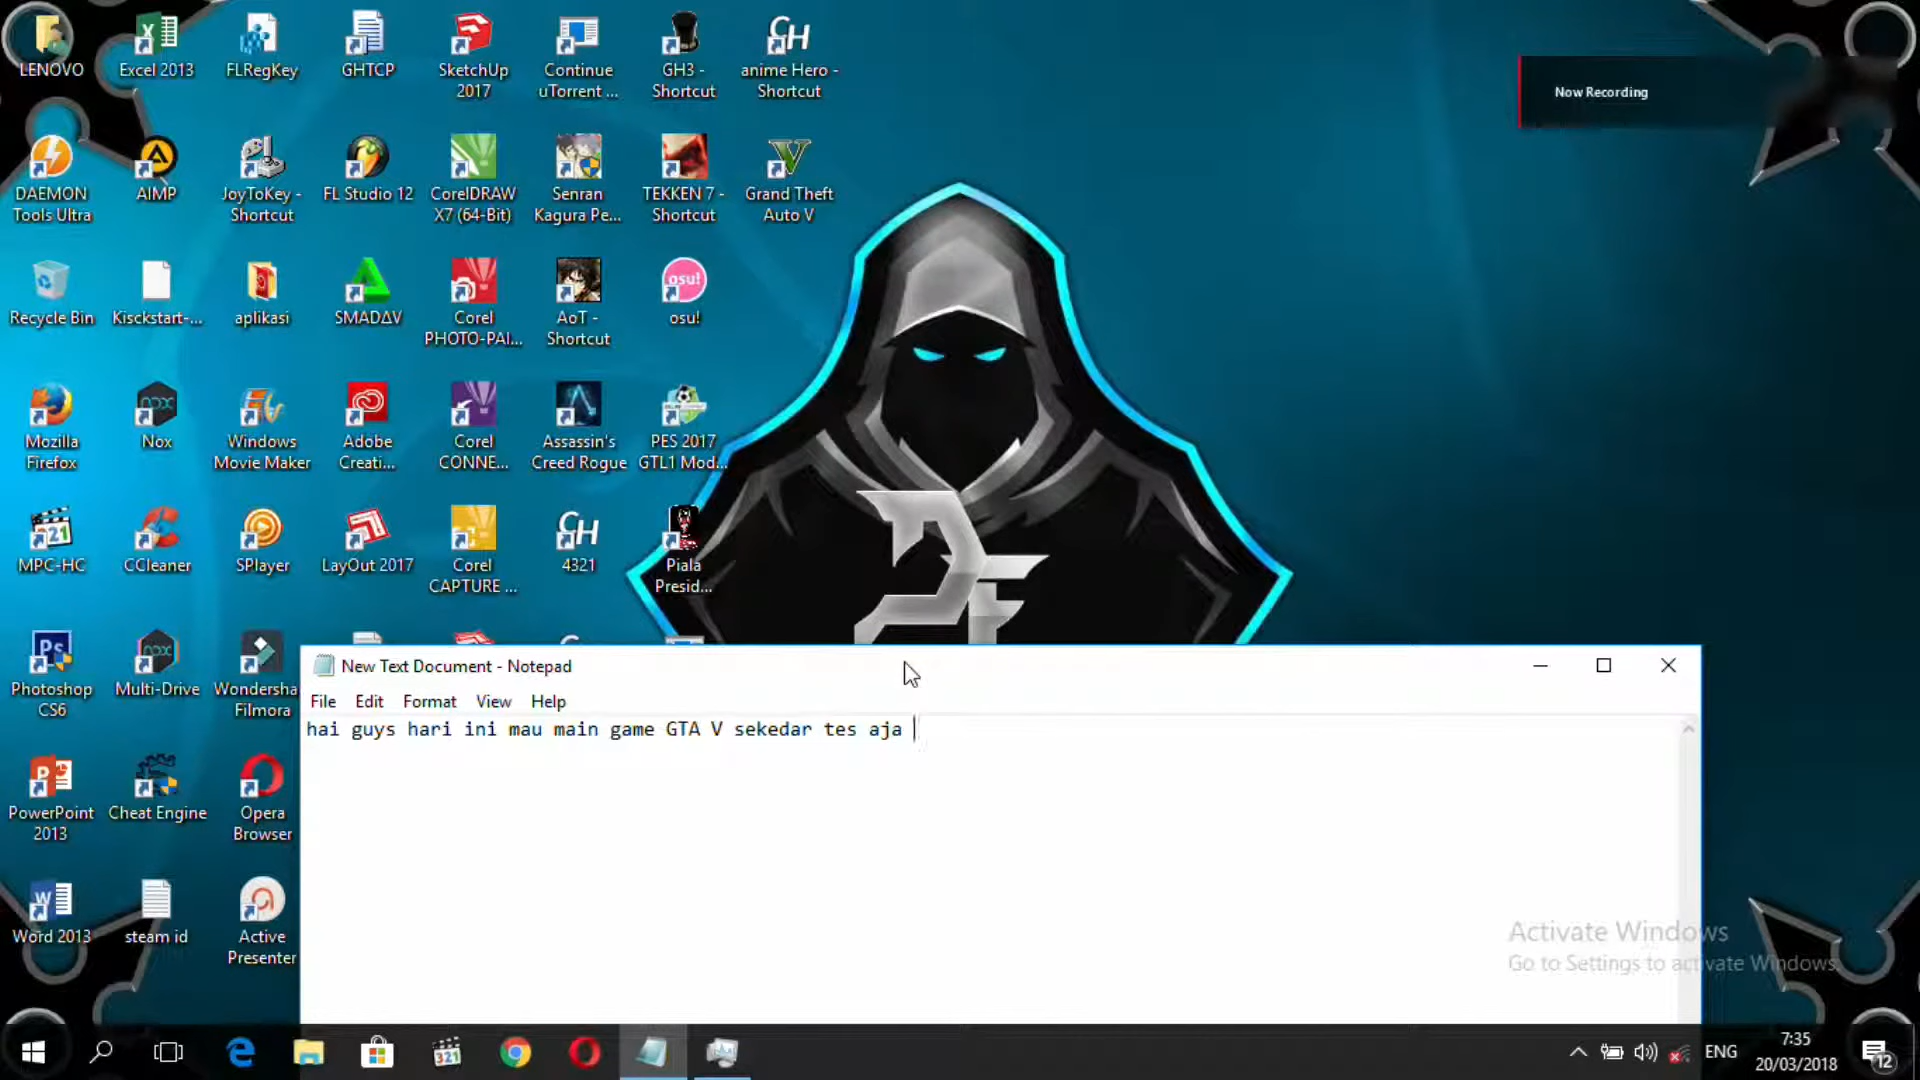 LENOVO
Excel 2013
FLRegKey
GHTCP
SketchUp
2017
Continue
uTorrent ...
GH3 -
Shortcut
anime Hero -
Shortcut
Now Recording
DAEMON
Tools Ultra
AIMP
JoyToKey -
Shortcut
FL Studio 12
CorelDRAW
X7 (64-Bit)
Senran
Kagura Pe...
TEKKEN 7 -
Shortcut
Grand Theft
Auto V
Recycle Bin
Kisckstart-...
aplikasi
SMADΔV
Corel
PHOTO-PAI...
AoT -
Shortcut
osu!
osu!
Mozilla
Firefox
Nox
Windows
Movie Maker
Adobe
Creati...
Corel
CONNE...
Assassin's
Creed Rogue
PES 2017
GTL1 Mod...
MPC-HC
CCleaner
SPlayer
LayOut 2017
Corel
CAPTURE ...
4321
Piala
Presid...
Photoshop
CS6
Multi-Drive
Wondersha
Filmora
New Text Document - Notepad
File Edit Format View Help
hai guys hari ini mau main game GTA V sekedar tes aja
PowerPoint
2013
Cheat Engine
Opera
Browser
Word 2013
steam id
Active
Presenter
Activate Windows
Go to Settings to activate Windows.
ENG
7:35
20/03/2018
12